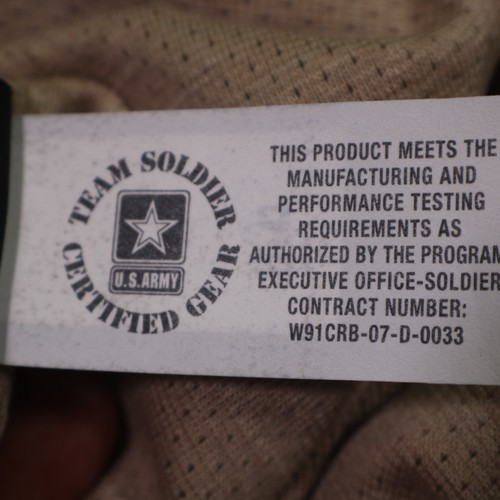 TEAM SOLDIER
U.S.ARMY
CERTIFIED GEAR
THIS PRODUCT MEETS THE
MANUFACTURING AND
PERFORMANCE TESTING
REQUIREMENTS AS
AUTHORIZED BY THE PROGRAM
EXECUTIVE OFFICE-SOLDIER
CONTRACT NUMBER:
W91CRB-07-D-0033